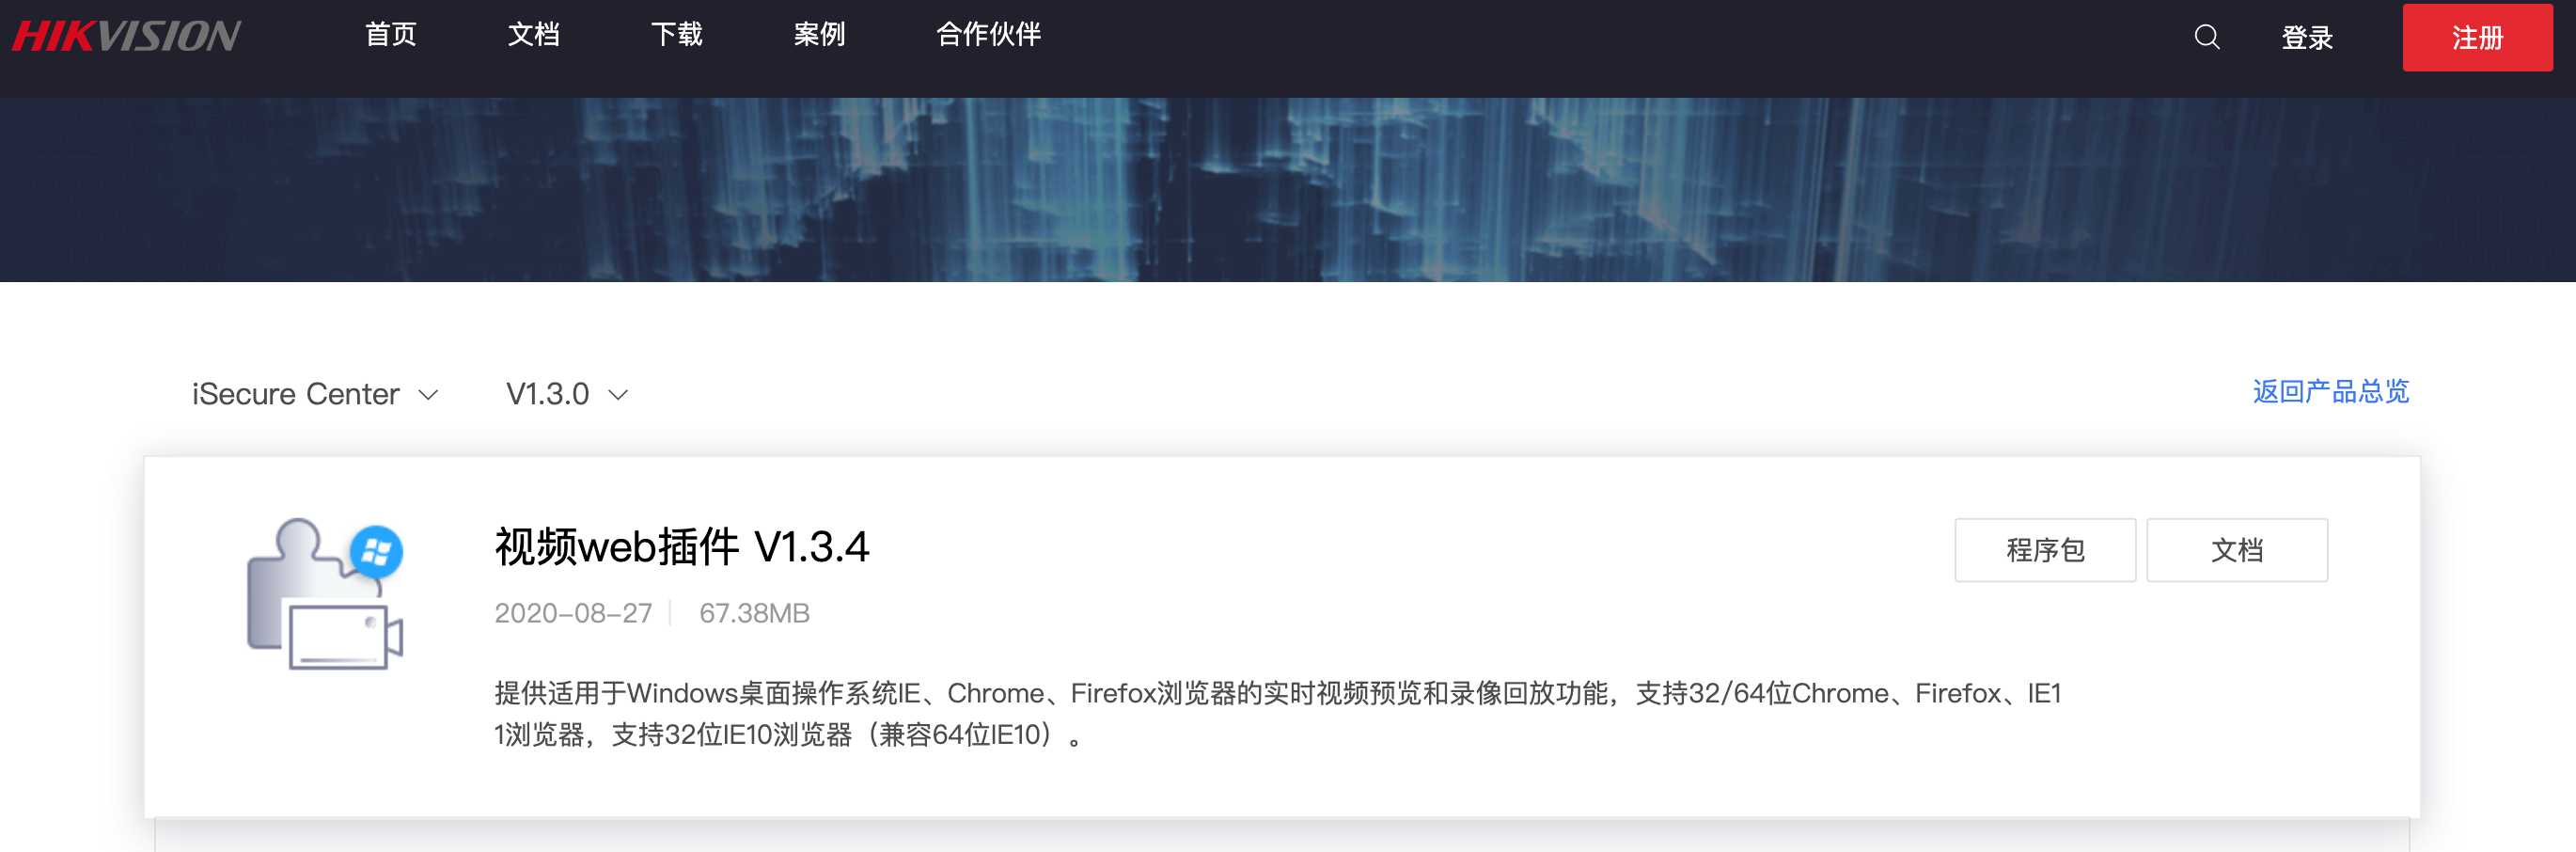 HIKVISION
首页 文档 下载 案例 合作伙伴 登录 注册
iSecure Center V1.3.0 返回产品总览
视频web插件 V1.3.4 程序包 文档
2020-08-27 67.38MB
提供适用于Windows桌面操作系统IE、Chrome、Firefox浏览器的实时视频预览和录像回放功能，支持32/64位Chrome、Firefox、IE1
1浏览器，支持32位IE10浏览器（兼容64位IE10）。